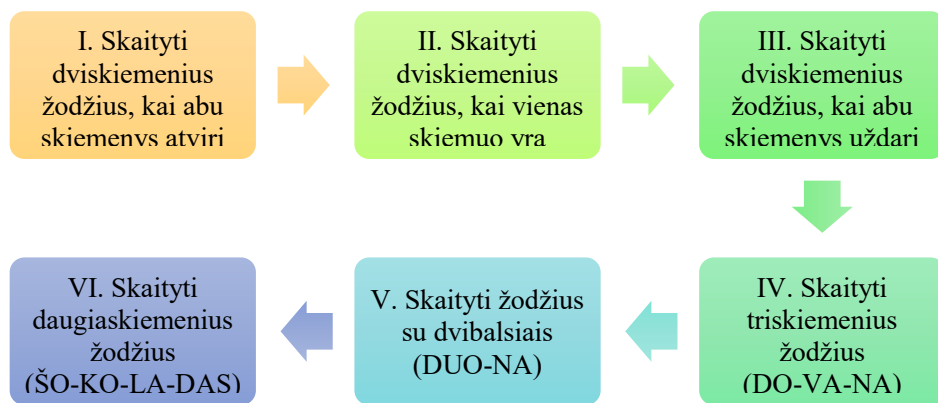 I. Skaityti
dviskiemenius
žodžius, kai abu
skiemenys atviri
II. Skaityti
dviskiemenius
žodžius, kai vienas
skiemuo yra
III. Skaityti
dviskiemenius
žodžius, kai abu
skiemenys uždari
IV. Skaityti
triskiemenius
žodžius
(DO-VA-NA)
V. Skaityti žodžius
su dvibalsiais
(DUO-NA)
VI. Skaityti
daugiaskiemenius
žodžius
(ŠO-KO-LA-DAS)